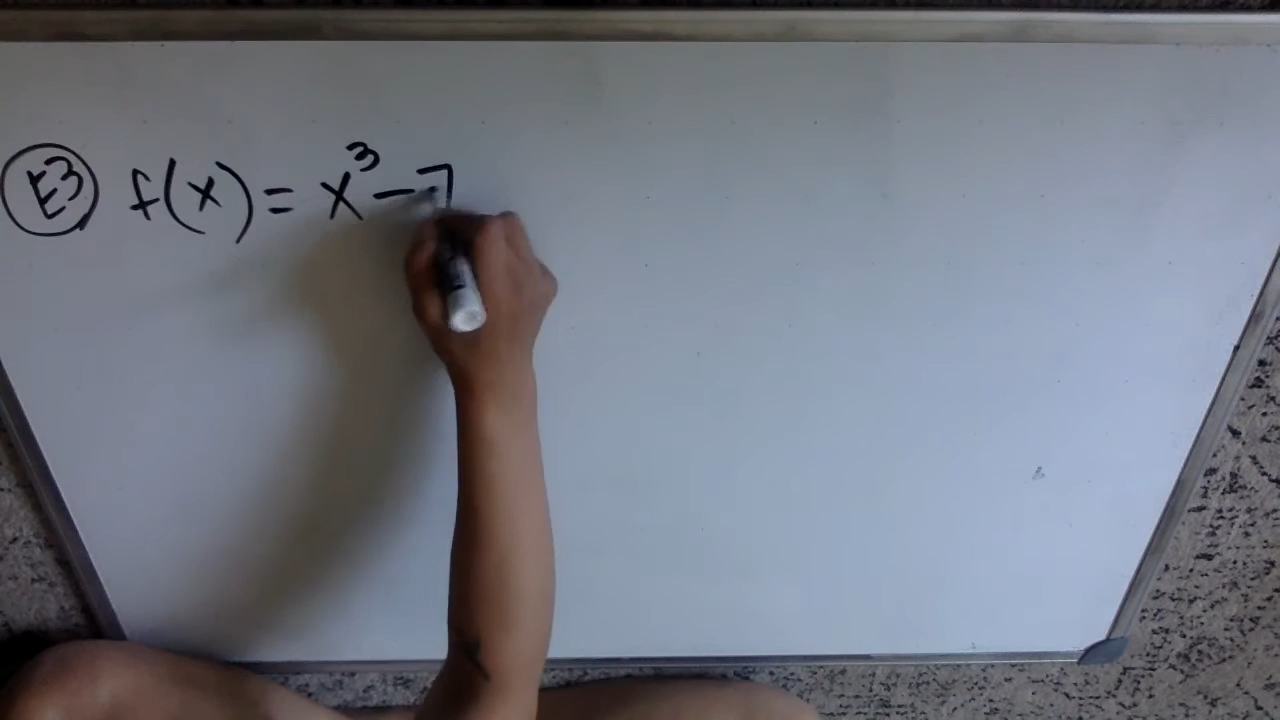 E3 f(x) = x³ - 7